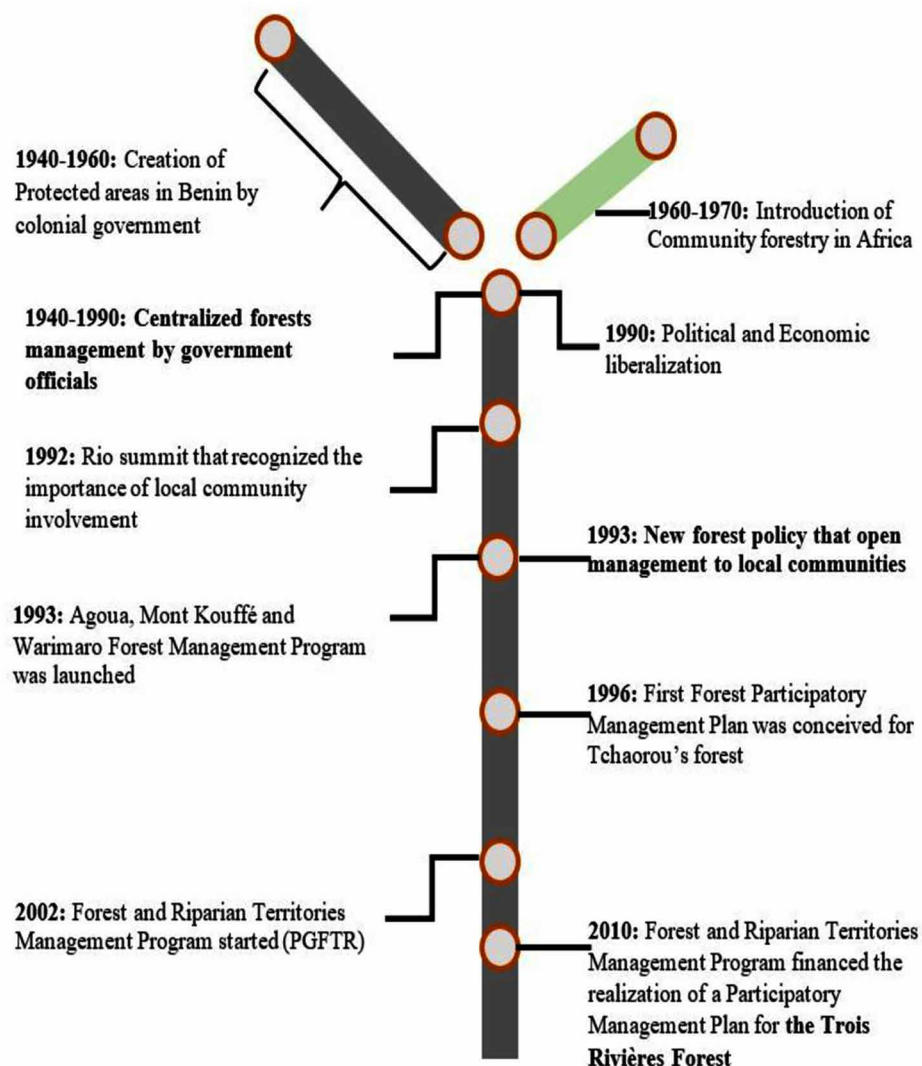 1940-1960: Creation of
Protected areas in Benin by
colonial government
1960-1970: Introduction of
Community forestry in Africa
1940-1990: Centralized forests
management by government
officials
1990: Political and Economic
liberalization
1992: Rio summit that recognized the
importance of local community
involvement
1993: New forest policy that open
management to local communities
1993: Agoua, Mont Kouffé and
Warimaro Forest Management Program
was launched
1996: First Forest Participatory
Management Plan was conceived for
Tchaorou's forest
2002: Forest and Riparian Territories
Management Program started (PGFTR)
2010: Forest and Riparian Territories
Management Program financed the
realization of a Participatory
Management Plan for the Trois
Rivières Forest